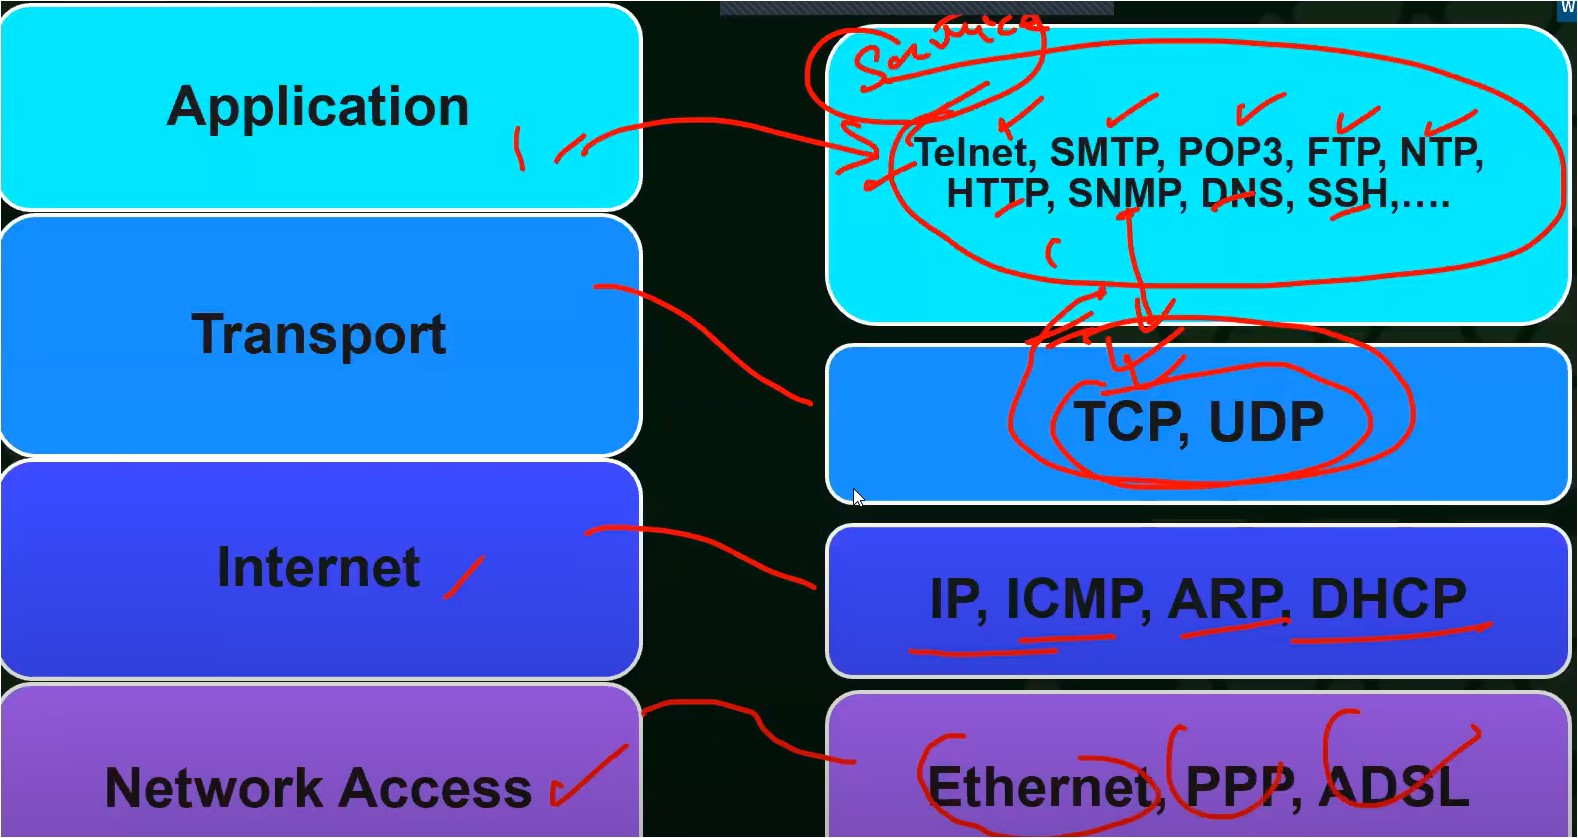 W
Application
Service
Telnet, SMTP, POP3, FTP, NTP,
HTTP, SNMP, DNS, SSH,....
Transport
TCP, UDP
Internet
IP, ICMP, ARP, DHCP
Network Access
Ethernet, PPP, ADSL